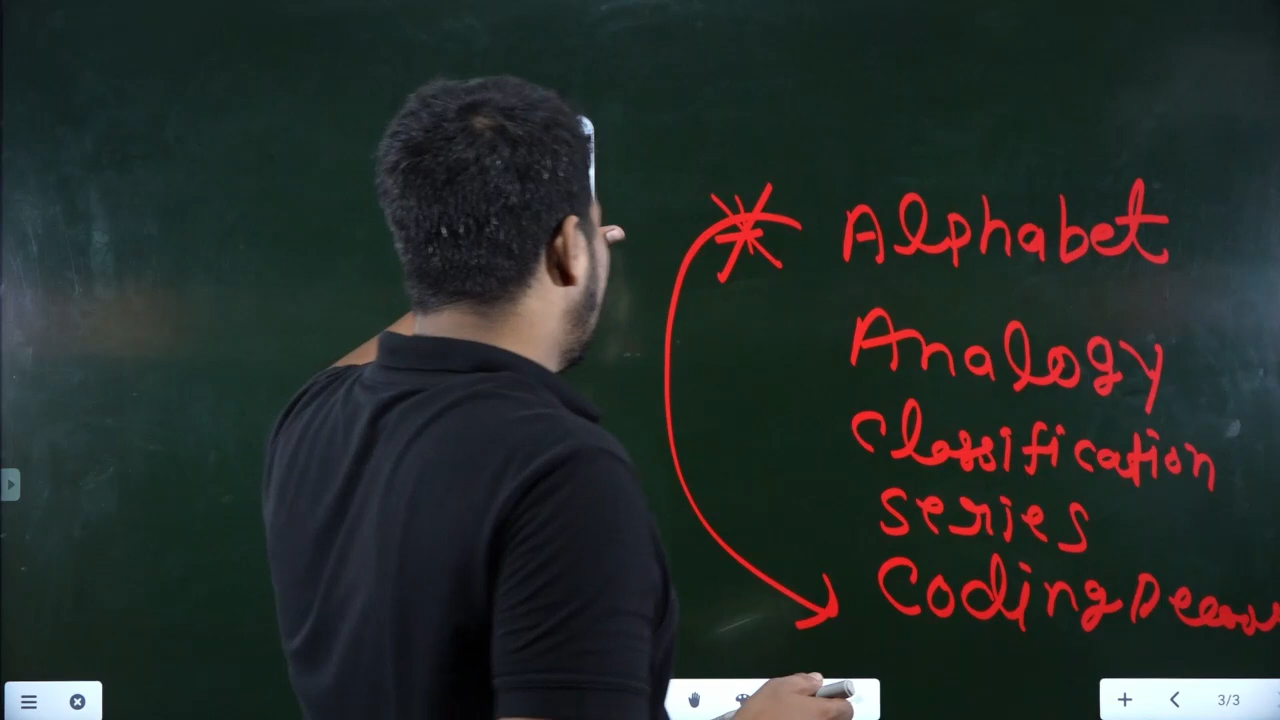 Alphabet
Analogy
Classification
series
Coding
3/3